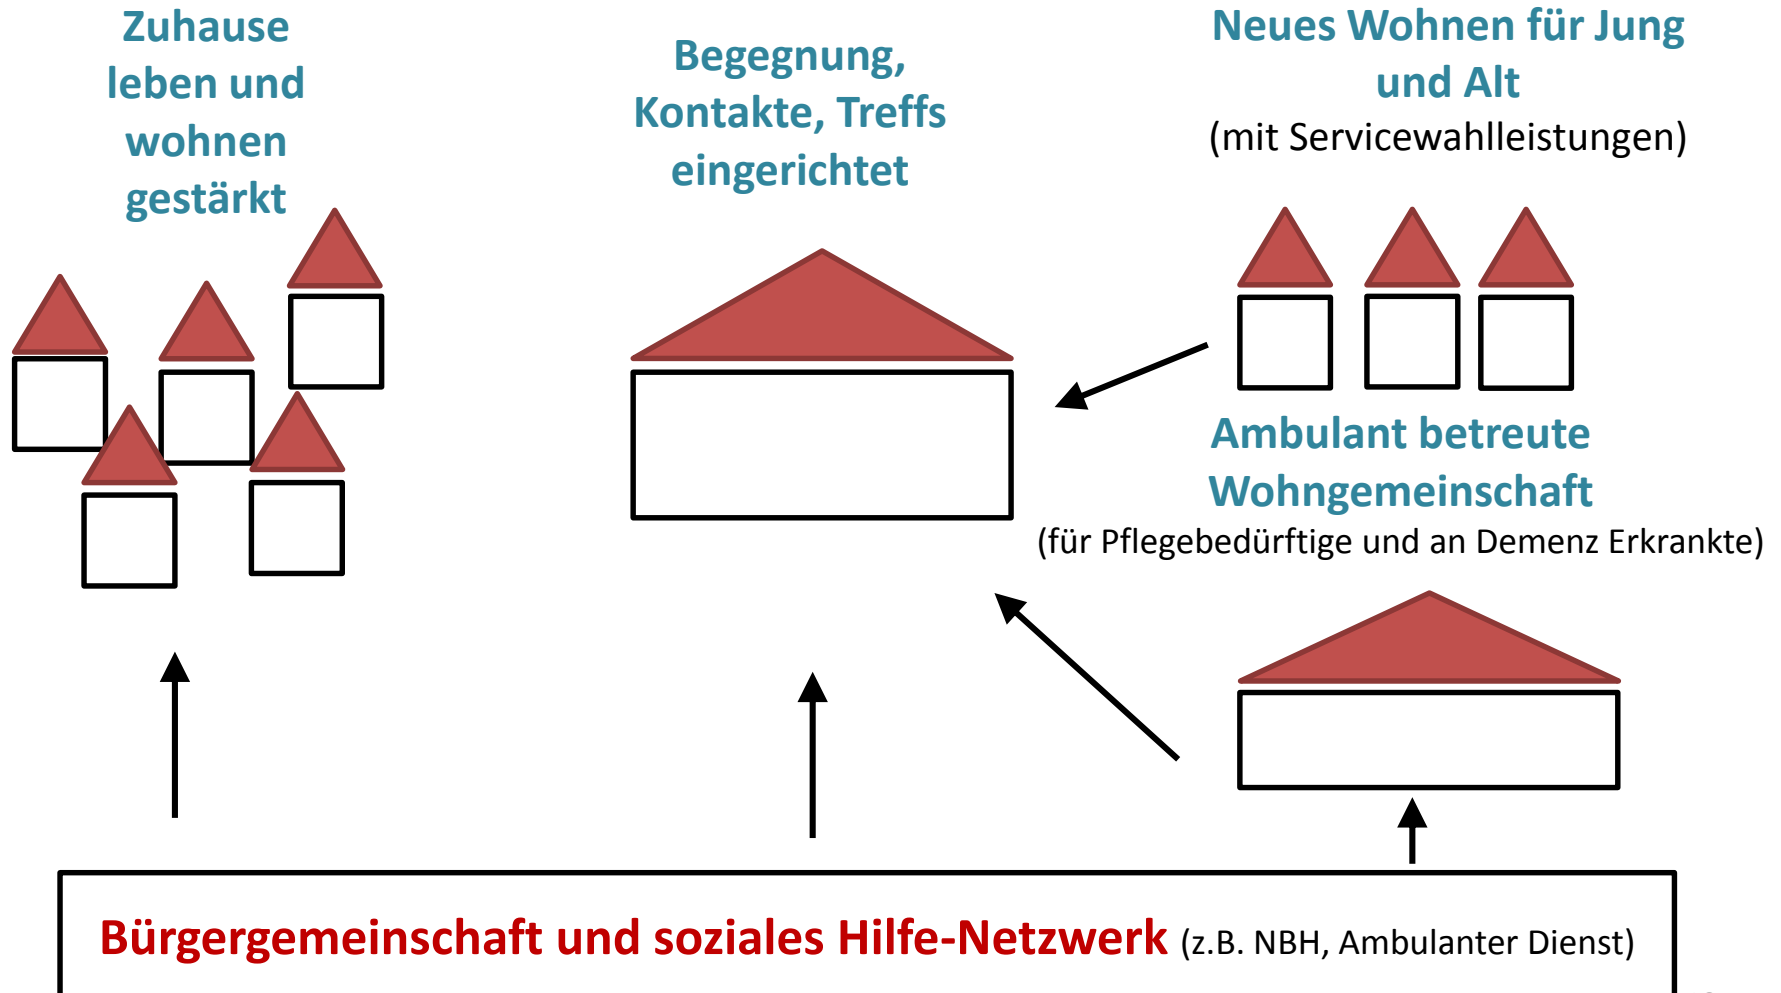 Zuhause
leben und
wohnen
gestärkt
Begegnung,
Kontakte, Treffs
eingerichtet
Neues Wohnen für Jung
und Alt
(mit Servicewahlleistungen)
Ambulant betreute
Wohngemeinschaft
(für Pflegebedürftige und an Demenz Erkrankte)
Bürgergemeinschaft und soziales Hilfe-Netzwerk (z.B. NBH, Ambulanter Dienst)